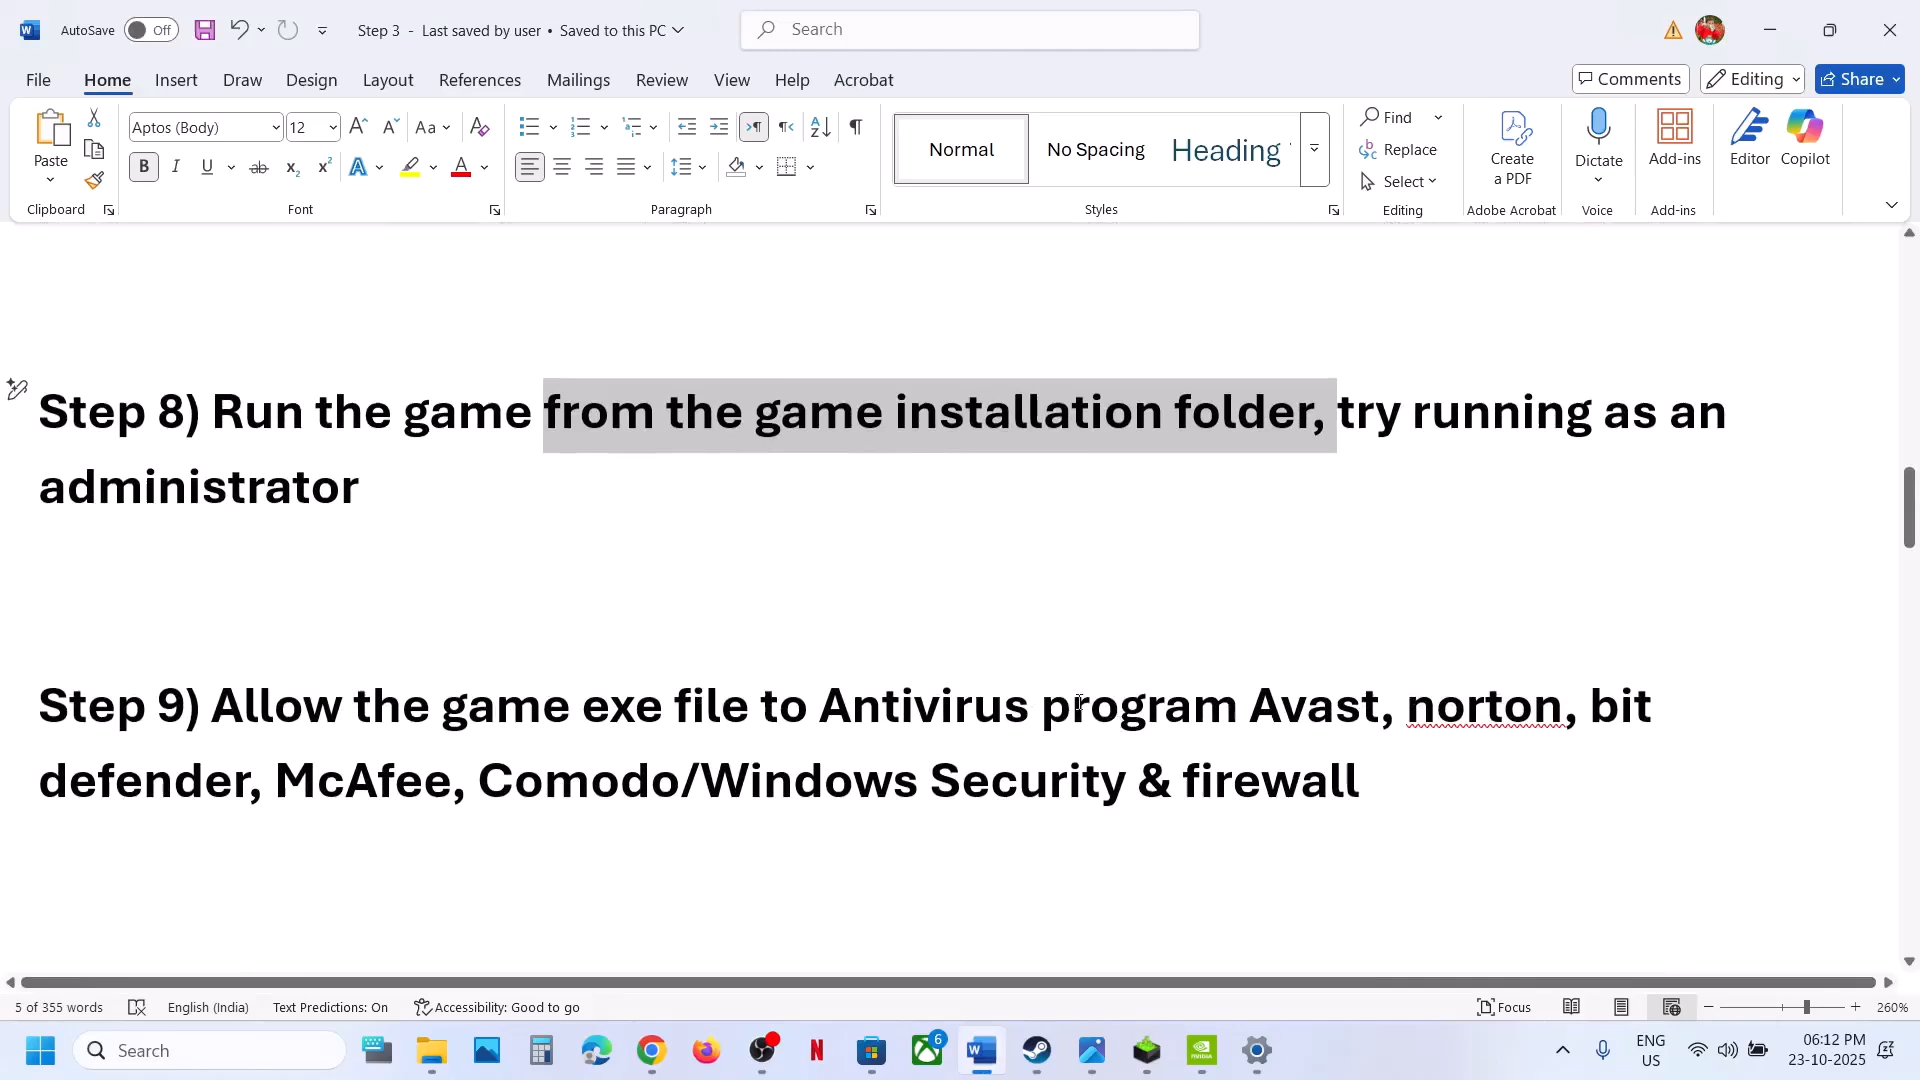 AutoSave Off Step 3 - Last saved by user • Saved to this PC Search
File Home Insert Draw Design Layout References Mailings Review View Help Acrobat Comments Editing Share
Aptos (Body) 12 Aa Find
Paste Normal No Spacing Heading Replace Create a PDF Dictate Add-ins Editor Copilot
B I U ab x₂ x² A A Select
Clipboard Font Paragraph Styles Editing Adobe Acrobat Voice Add-ins
Step 8) Run the game from the game installation folder, try running as an
administrator
Step 9) Allow the game exe file to Antivirus program Avast, norton, bit
defender, McAfee, Comodo/Windows Security & firewall
5 of 355 words English (India) Text Predictions: On Accessibility: Good to go Focus 260%
Search 6 ENG US 06:12 PM 23-10-2025